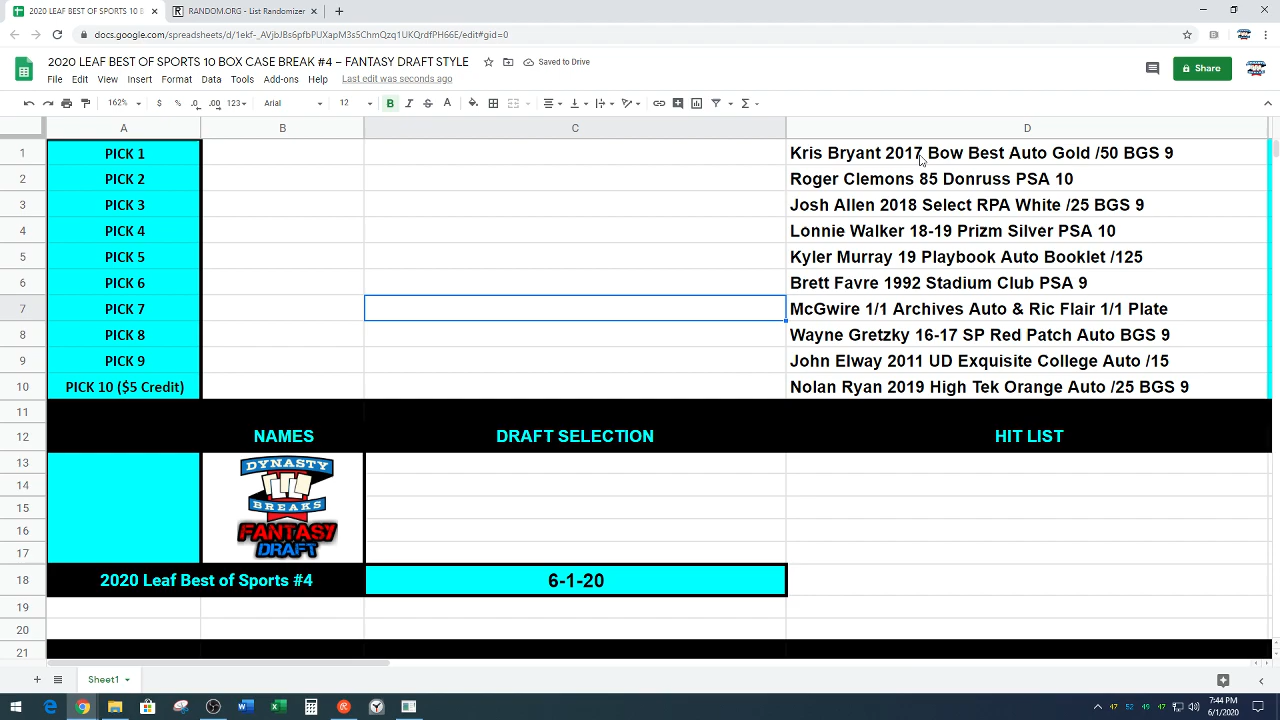 2020 LEAF BEST OF SPORTS 10 B
RANDOM.ORG - List Randomizer
docs.google.com/spreadsheets/d/1ekf-_AVjbJBs6pfbPUXapM3s5ChmQzq1UKQrdfPH66E/edit#gid=0
2020 LEAF BEST OF SPORTS 10 BOX CASE BREAK #4 – FANTASY DRAFT STYLE
Saved to Drive
File Edit View Insert Format Data Tools Add-ons Help Last edit was seconds ago
Share
162% $ % .0 .00 123 Arial 12 B I S A
A B C D
1 PICK 1 Kris Bryant 2017 Bow Best Auto Gold /50 BGS 9
2 PICK 2 Roger Clemons 85 Donruss PSA 10
3 PICK 3 Josh Allen 2018 Select RPA White /25 BGS 9
4 PICK 4 Lonnie Walker 18-19 Prizm Silver PSA 10
5 PICK 5 Kyler Murray 19 Playbook Auto Booklet /125
6 PICK 6 Brett Favre 1992 Stadium Club PSA 9
7 PICK 7 McGwire 1/1 Archives Auto & Ric Flair 1/1 Plate
8 PICK 8 Wayne Gretzky 16-17 SP Red Patch Auto BGS 9
9 PICK 9 John Elway 2011 UD Exquisite College Auto /15
10 PICK 10 ($5 Credit) Nolan Ryan 2019 High Tek Orange Auto /25 BGS 9
11
12 NAMES DRAFT SELECTION HIT LIST
13
14
15
16
17
DYNASTY
BREAKS
FANTASY
DRAFT
18 2020 Leaf Best of Sports #4 6-1-20
19
20
21
Sheet1
47 52 49 47
7:44 PM
6/1/2020